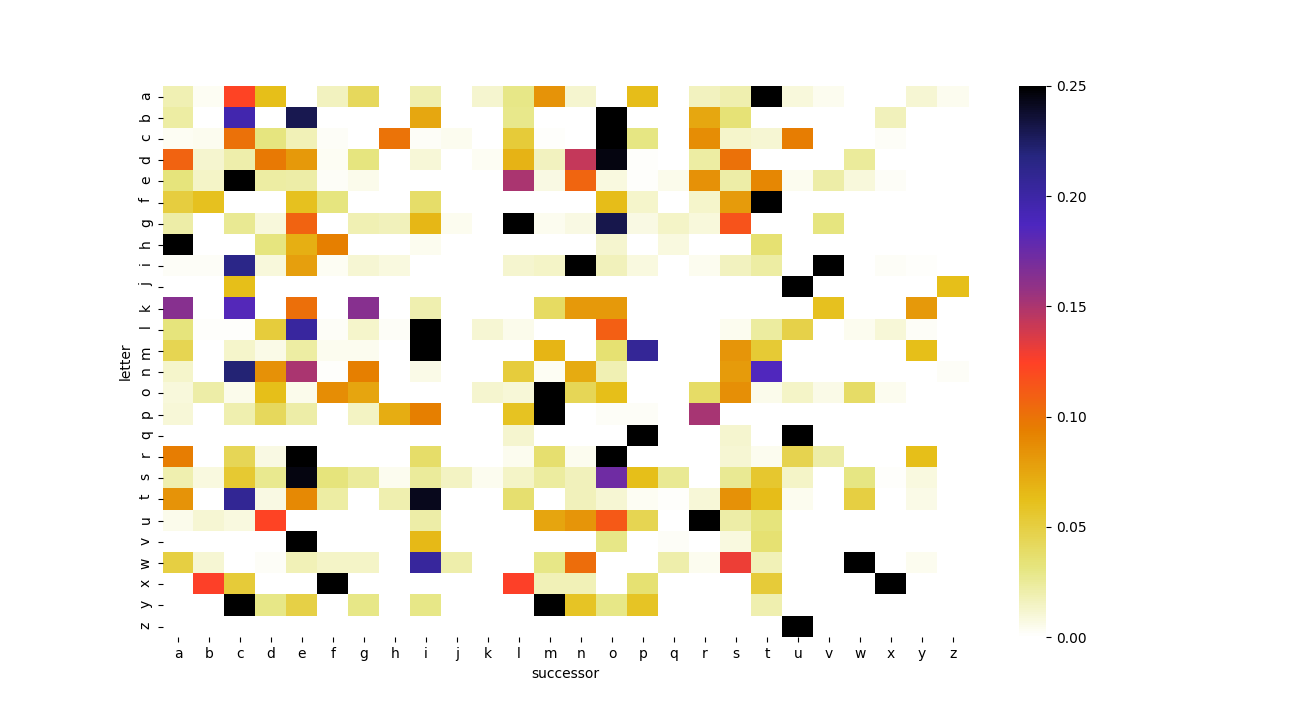 letter
a
b
c
d
e
f
g
h
i
j
k
l
m
n
o
p
q
r
s
t
u
v
w
x
y
z
a b c d e f g h i j k l m n o p q r s t u v w x y z
successor
0.25
0.20
0.15
0.10
0.05
0.00